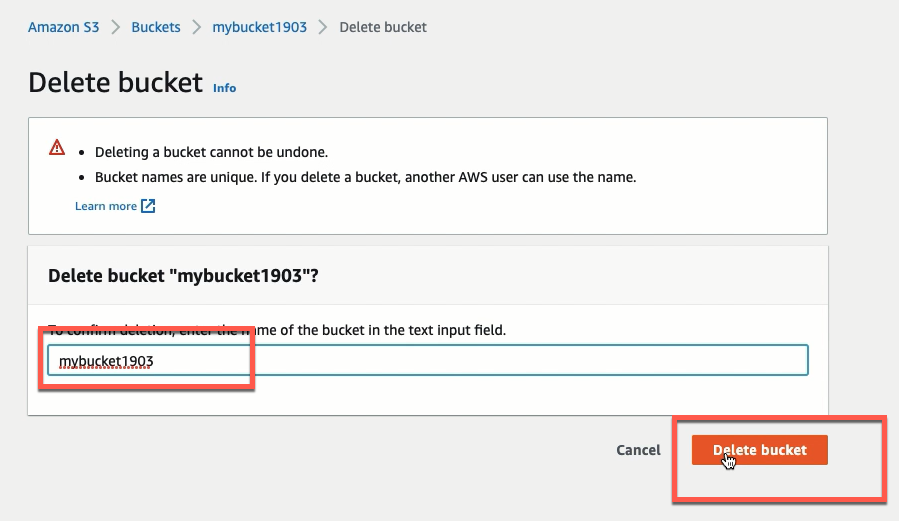 Amazon S3 > Buckets > mybucket1903 > Delete bucket
Delete bucket Info
• Deleting a bucket cannot be undone.
• Bucket names are unique. If you delete a bucket, another AWS user can use the name.
Learn more
Delete bucket "mybucket1903"?
To confirm deletion, enter the name of the bucket in the text input field.
mybucket1903
Cancel Delete bucket